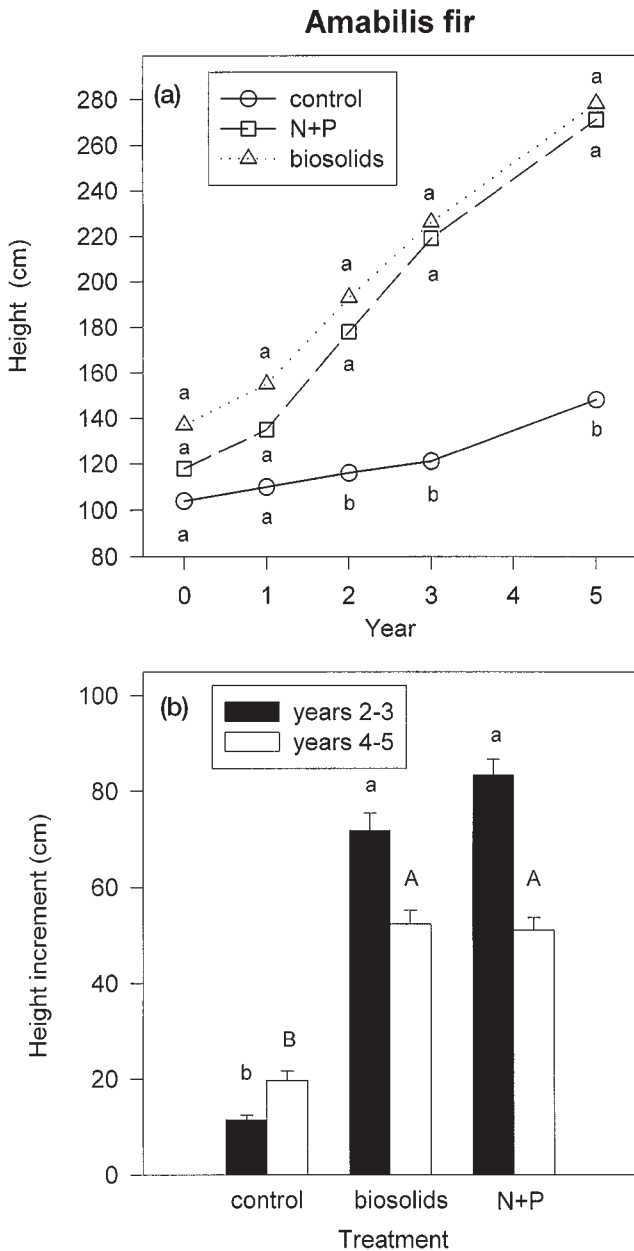 Amabilis fir
(a)
control
N+P
biosolids
280
260
240
220
200
180
160
140
120
100
80
Height (cm)
a
a
a
a
a
a
a
a
a
a
a
a
b
b
b
0
1
2
3
4
5
Year
(b)
years 2-3
years 4-5
100
80
60
40
20
0
Height increment (cm)
b
B
a
A
a
A
control
biosolids
N+P
Treatment